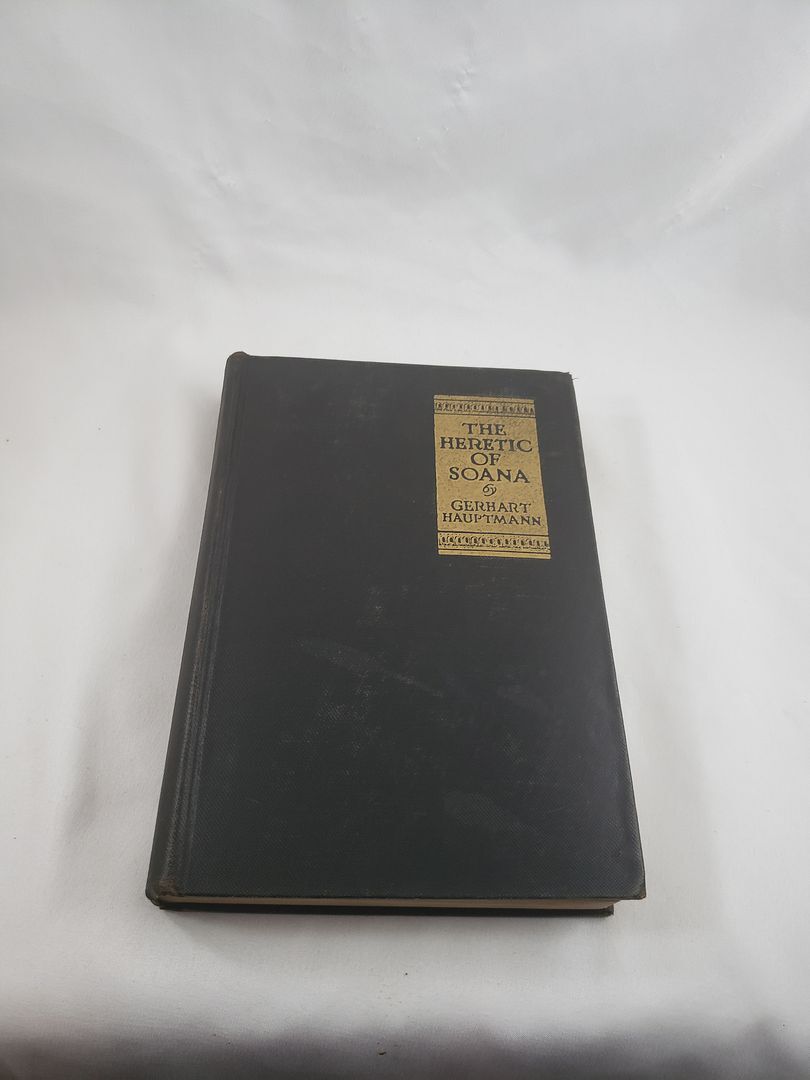 THE
HERETIC
OF
SOANA
by
GERHART
HAUPTMANN